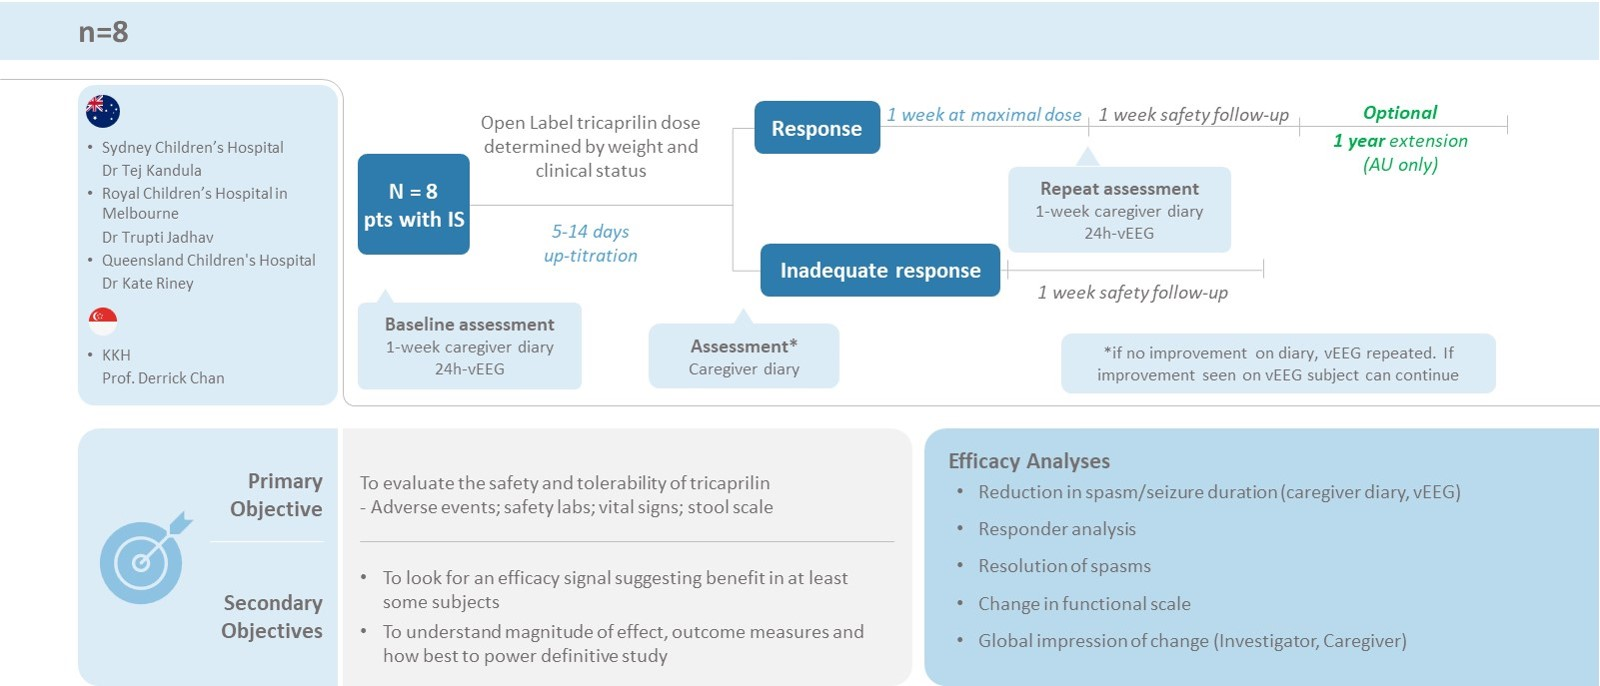 n=8
• Sydney Children's Hospital
Dr Tej Kandula
• Royal Children's Hospital in
Melbourne
Dr Trupti Jadhav
• Queensland Children's Hospital
Dr Kate Riney
• KKH
Prof. Derrick Chan
N = 8
pts with IS
Open Label tricaprilin dose
determined by weight and
clinical status
5-14 days
up-titration
Baseline assessment
1-week caregiver diary
24h-vEEG
Assessment*
Caregiver diary
Response
1 week at maximal dose
1 week safety follow-up
Optional
1 year extension
(AU only)
Repeat assessment
1-week caregiver diary
24h-vEEG
Inadequate response
1 week safety follow-up
*if no improvement on diary, vEEG repeated. If
improvement seen on vEEG subject can continue
Primary
Objective
To evaluate the safety and tolerability of tricaprilin
- Adverse events; safety labs; vital signs; stool scale
Secondary
Objectives
• To look for an efficacy signal suggesting benefit in at least
some subjects
• To understand magnitude of effect, outcome measures and
how best to power definitive study
Efficacy Analyses
• Reduction in spasm/seizure duration (caregiver diary, vEEG)
• Responder analysis
• Resolution of spasms
• Change in functional scale
• Global impression of change (Investigator, Caregiver)